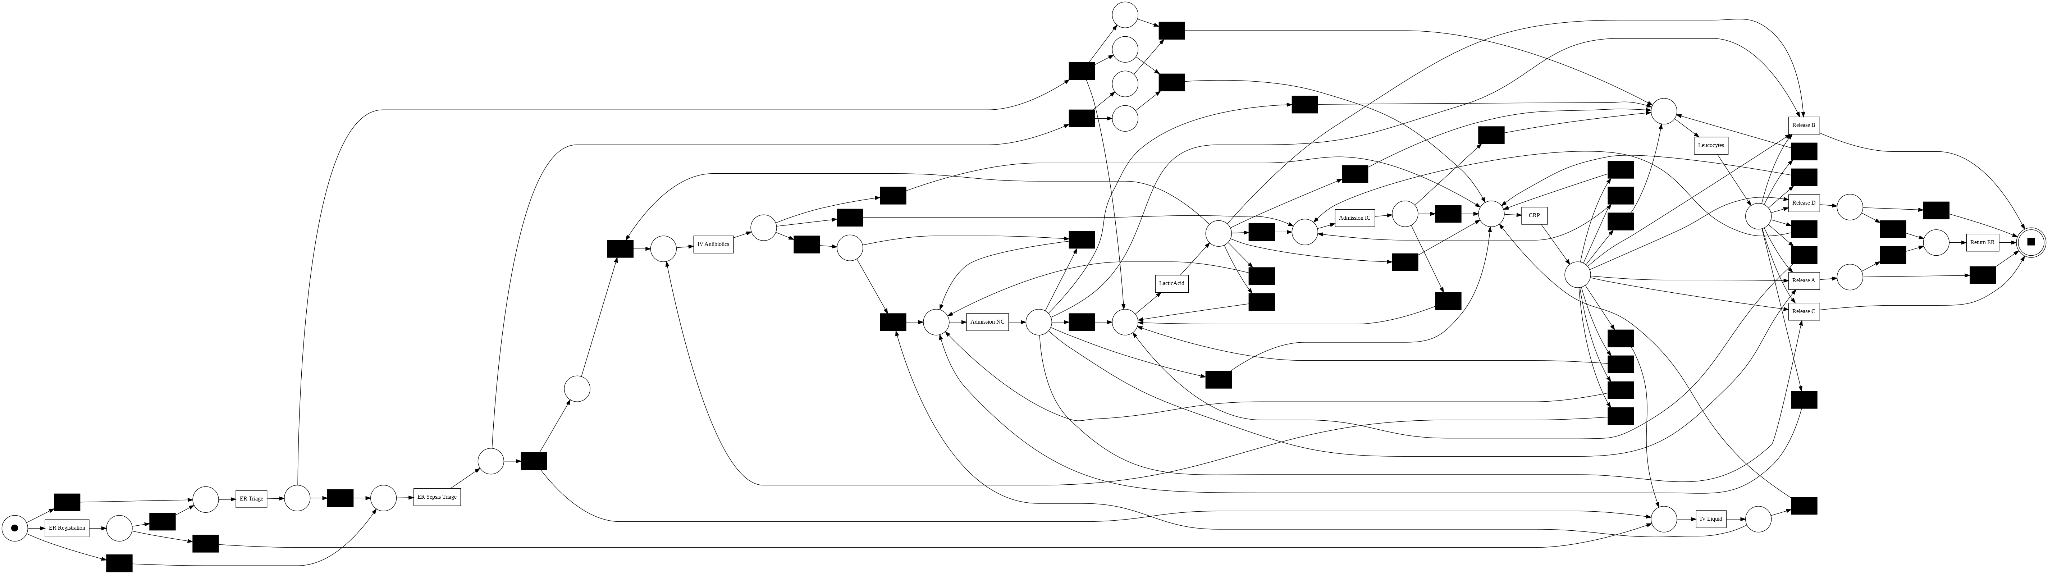 ER Registration
ER Triage
ER Sepsis Triage
IV Antibiotics
Admission NC
LacticAcid
Admission IC
CRP
Leucocytes
IV Liquid
Release B
Release D
Release A
Release C
Return ER